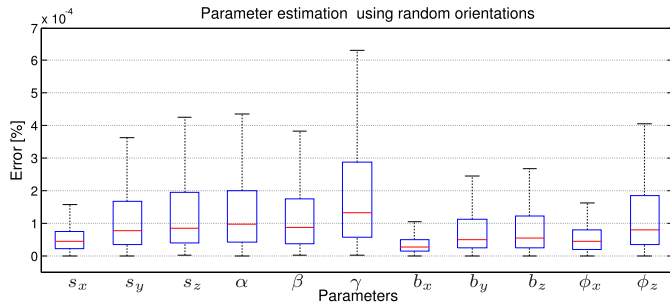 Parameter estimation using random orientations
x 10⁻⁴
7
6
5
4
3
2
1
0
Error [%]
s_x s_y s_z α β γ b_x b_y b_z ϕ_x ϕ_z
Parameters